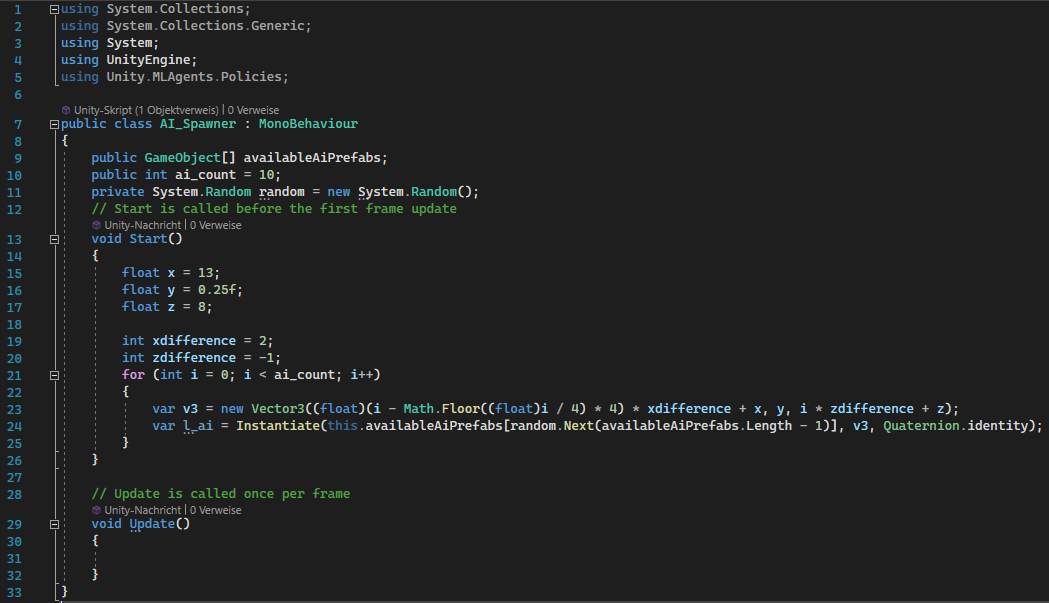 1 using System.Collections;
2 using System.Collections.Generic;
3 using System;
4 using UnityEngine;
5 using Unity.MLAgents.Policies;
6
Unity-Skript (1 Objektverweis) | 0 Verweise
7 public class AI_Spawner : MonoBehaviour
8 {
9 public GameObject[] availableAiPrefabs;
10 public int ai_count = 10;
11 private System.Random random = new System.Random();
12 // Start is called before the first frame update
Unity-Nachricht | 0 Verweise
13 void Start()
14 {
15 float x = 13;
16 float y = 0.25f;
17 float z = 8;
18
19 int xdifference = 2;
20 int zdifference = -1;
21 for (int i = 0; i < ai_count; i++)
22 {
23 var v3 = new Vector3((float)(i - Math.Floor((float)i / 4) * 4) * xdifference + x, y, i * zdifference + z);
24 var l_ai = Instantiate(this.availableAiPrefabs[random.Next(availableAiPrefabs.Length - 1)], v3, Quaternion.identity);
25 }
26 }
27
28 // Update is called once per frame
Unity-Nachricht | 0 Verweise
29 void Update()
30 {
31
32 }
33 }